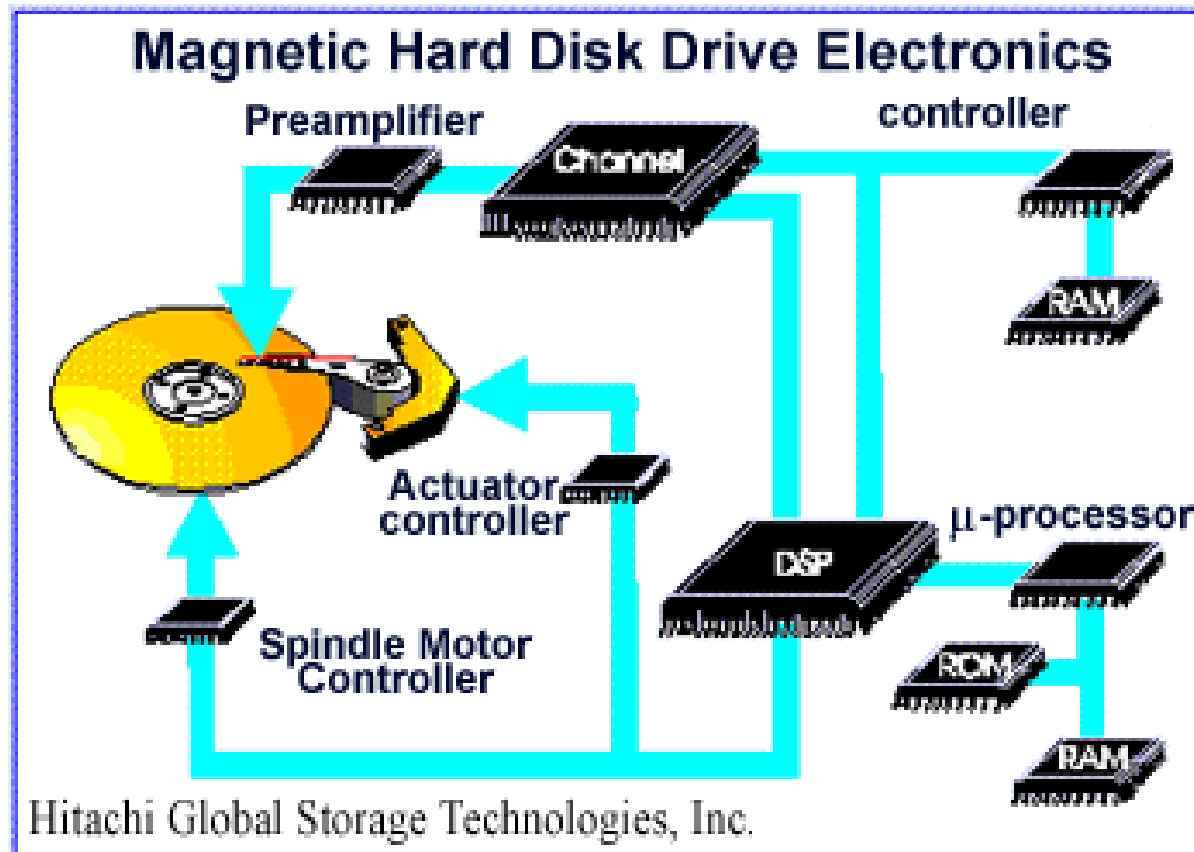 Magnetic Hard Disk Drive Electronics
Preamplifier
controller
Channel
RAM
Actuator
controller
μ-processor
DSP
Spindle Motor
Controller
ROM
RAM
Hitachi Global Storage Technologies, Inc.